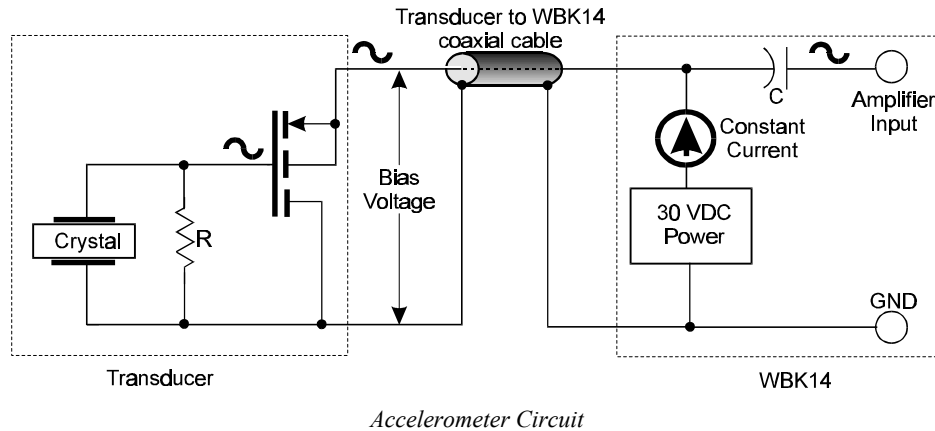 Transducer to WBK14
coaxial cable
Crystal
R
Bias
Voltage
C
Constant
Current
30 VDC
Power
Amplifier
Input
GND
Transducer
WBK14
Accelerometer Circuit